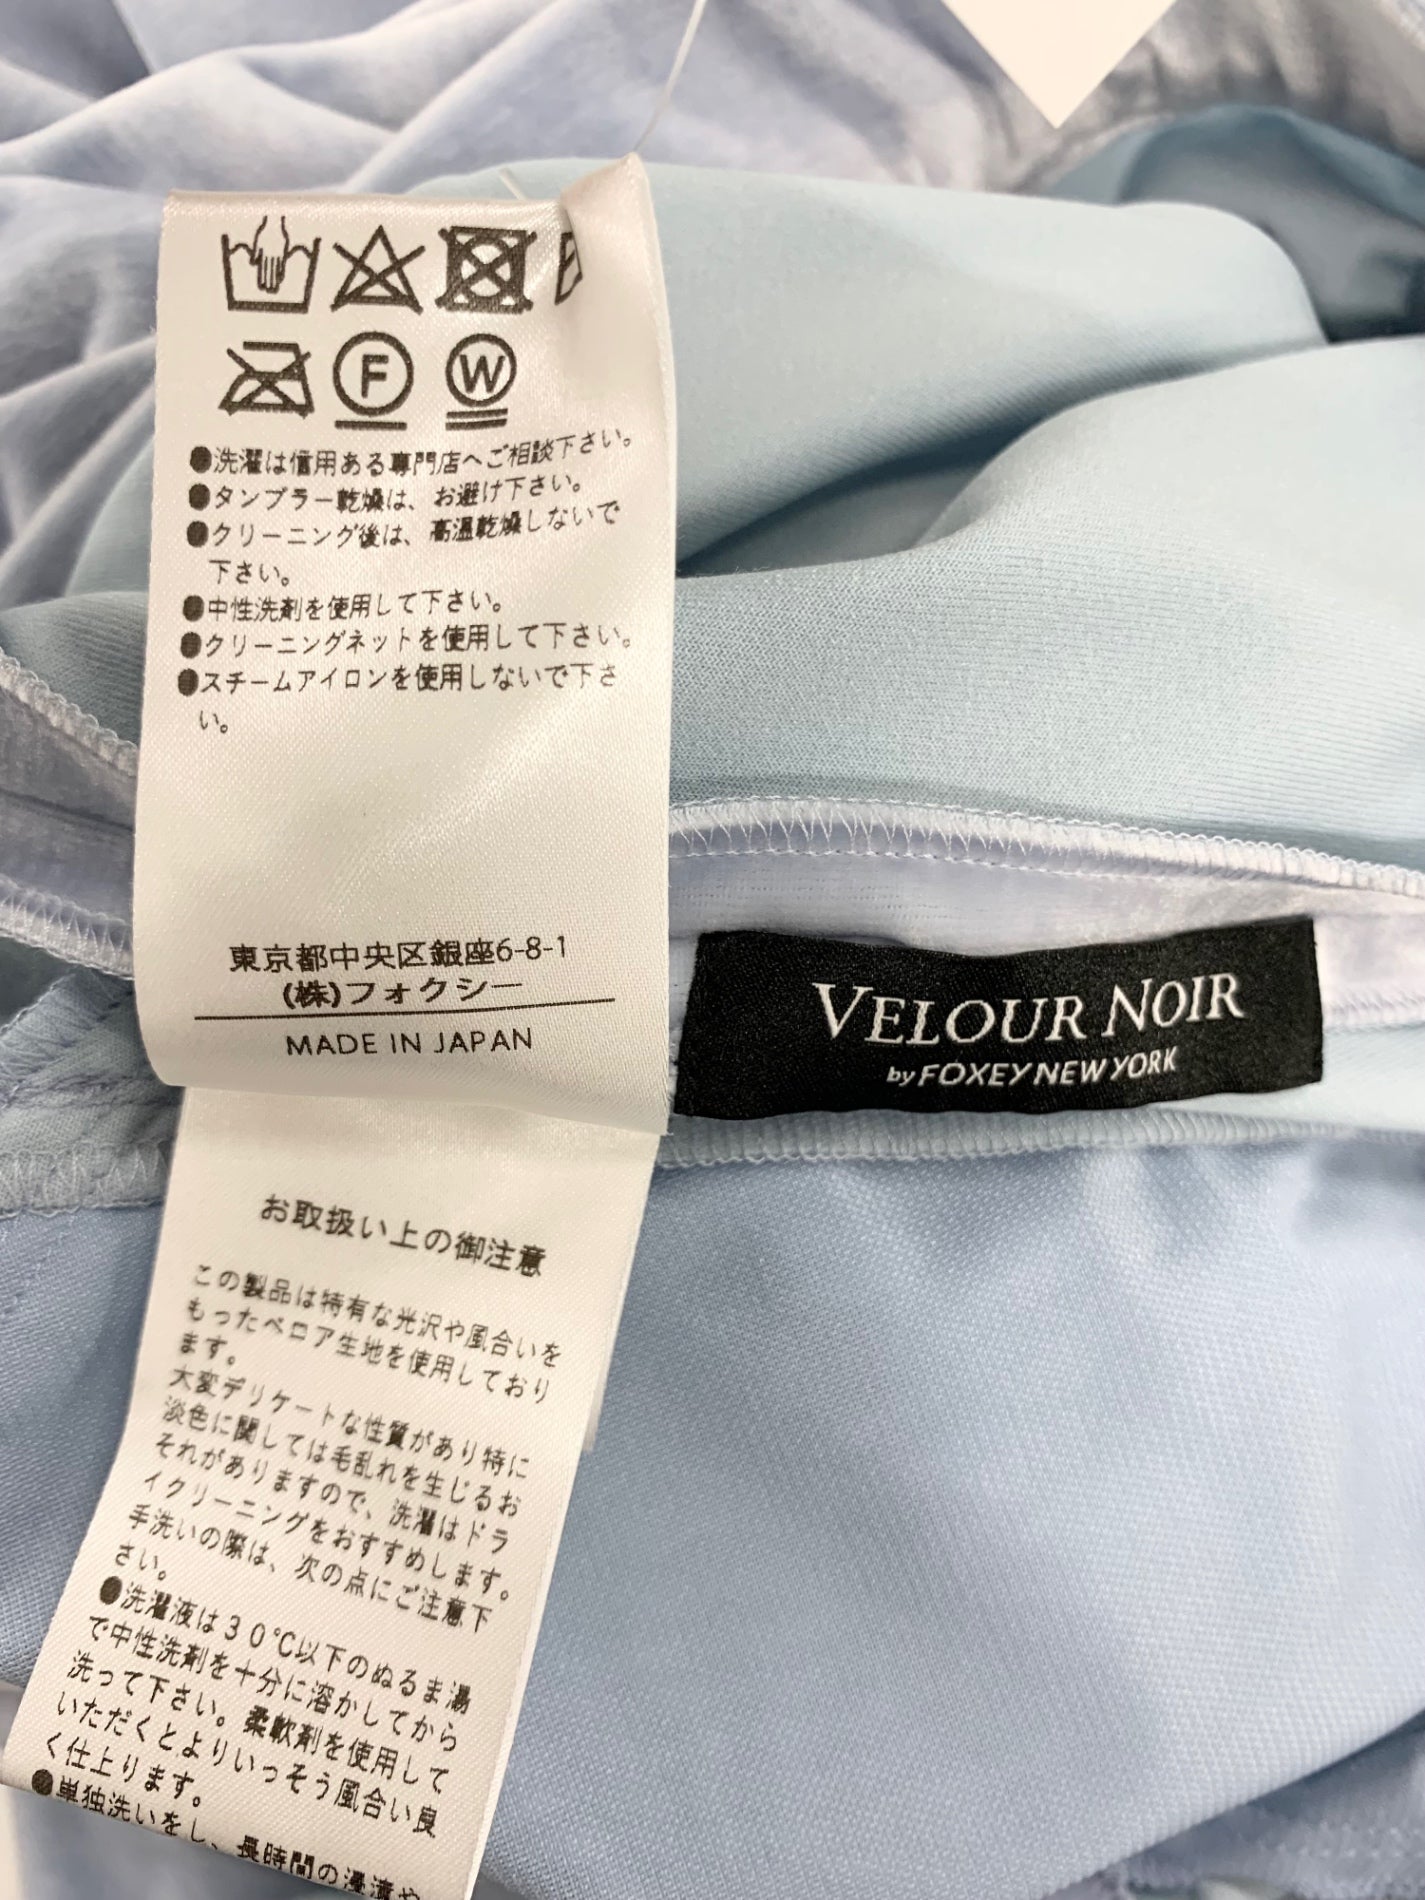 F W
●洗濯は信用ある専門店へご相談下さい。
●タンブラー乾燥は、お避け下さい。
●クリーニング後は、高温乾燥しないで
下さい。
●中性洗剤を使用して下さい。
●クリーニングネットを使用して下さい。
●スチームアイロンを使用しないで下さ
い。
東京都中央区銀座6-8-1
(株)フォクシー
MADE IN JAPAN
VELOUR NOIR
by FOXEY NEW YORK
お取扱い上の御注意
この製品は特有な光沢や風合いを
もったベロア生地を使用しており
ます。
大変デリケートな性質があり特に
淡色に関しては毛乱れを生じるお
それがありますので、洗濯はドラ
イクリーニングをおすすめします。
手洗いの際は、次の点にご注意下
さい。
●洗濯液は30℃以下のぬるま湯
で中性洗剤を十分に溶かしてから
洗って下さい。柔軟剤を使用して
いただくとよりいっそう風合い良
く仕上ります。
●単独洗いをし、長時間の浸漬や